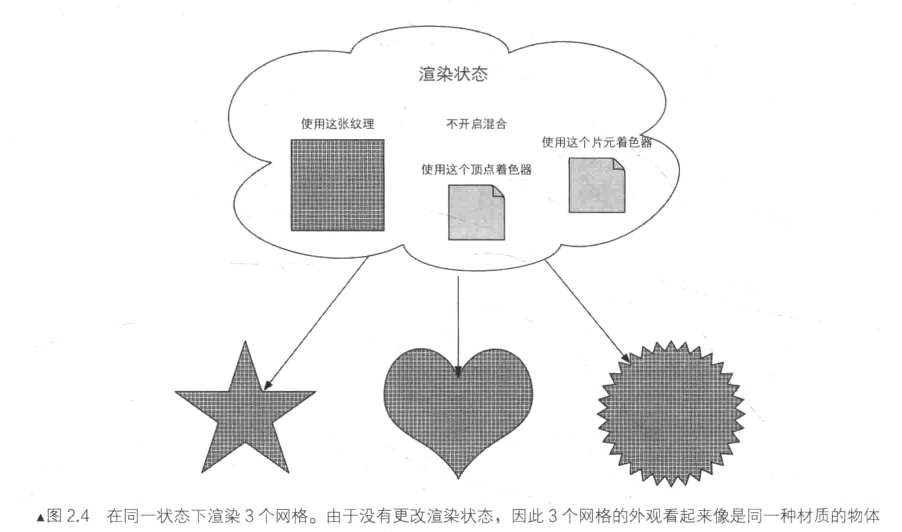 渲染状态
使用这张纹理
不开启混合
使用这个片元着色器
使用这个顶点着色器
▲图 2.4 在同一状态下渲染 3 个网格。由于没有更改渲染状态，因此 3 个网格的外观看起来像是同一种材质的物体